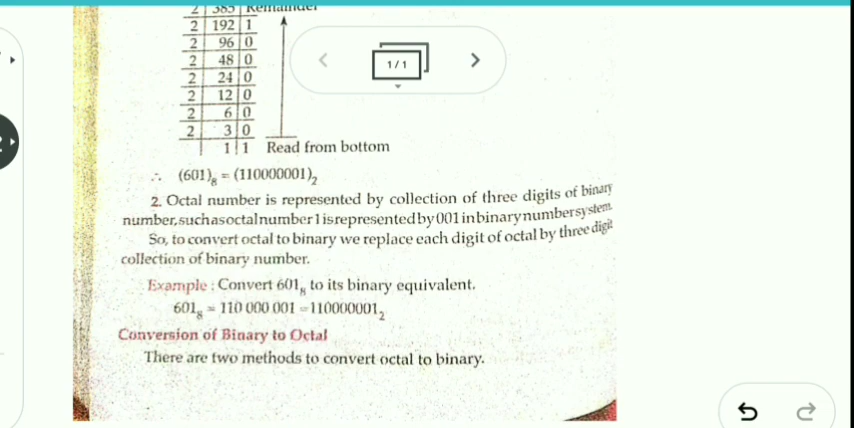 2 385 Remainder
2 192 1
2 96 0
2 48 0
2 24 0
2 12 0
2 6 0
2 3 0
1 1 Read from bottom
1/1
∴ (601)₈ = (110000001)₂
2. Octal number is represented by collection of three digits of binary
number, such as octal number 1 is represented by 001 in binary number system.
So, to convert octal to binary we replace each digit of octal by three digit
collection of binary number.
Example : Convert 601₈ to its binary equivalent.
601₈ = 110 000 001 = 110000001₂
Conversion of Binary to Octal
There are two methods to convert octal to binary.